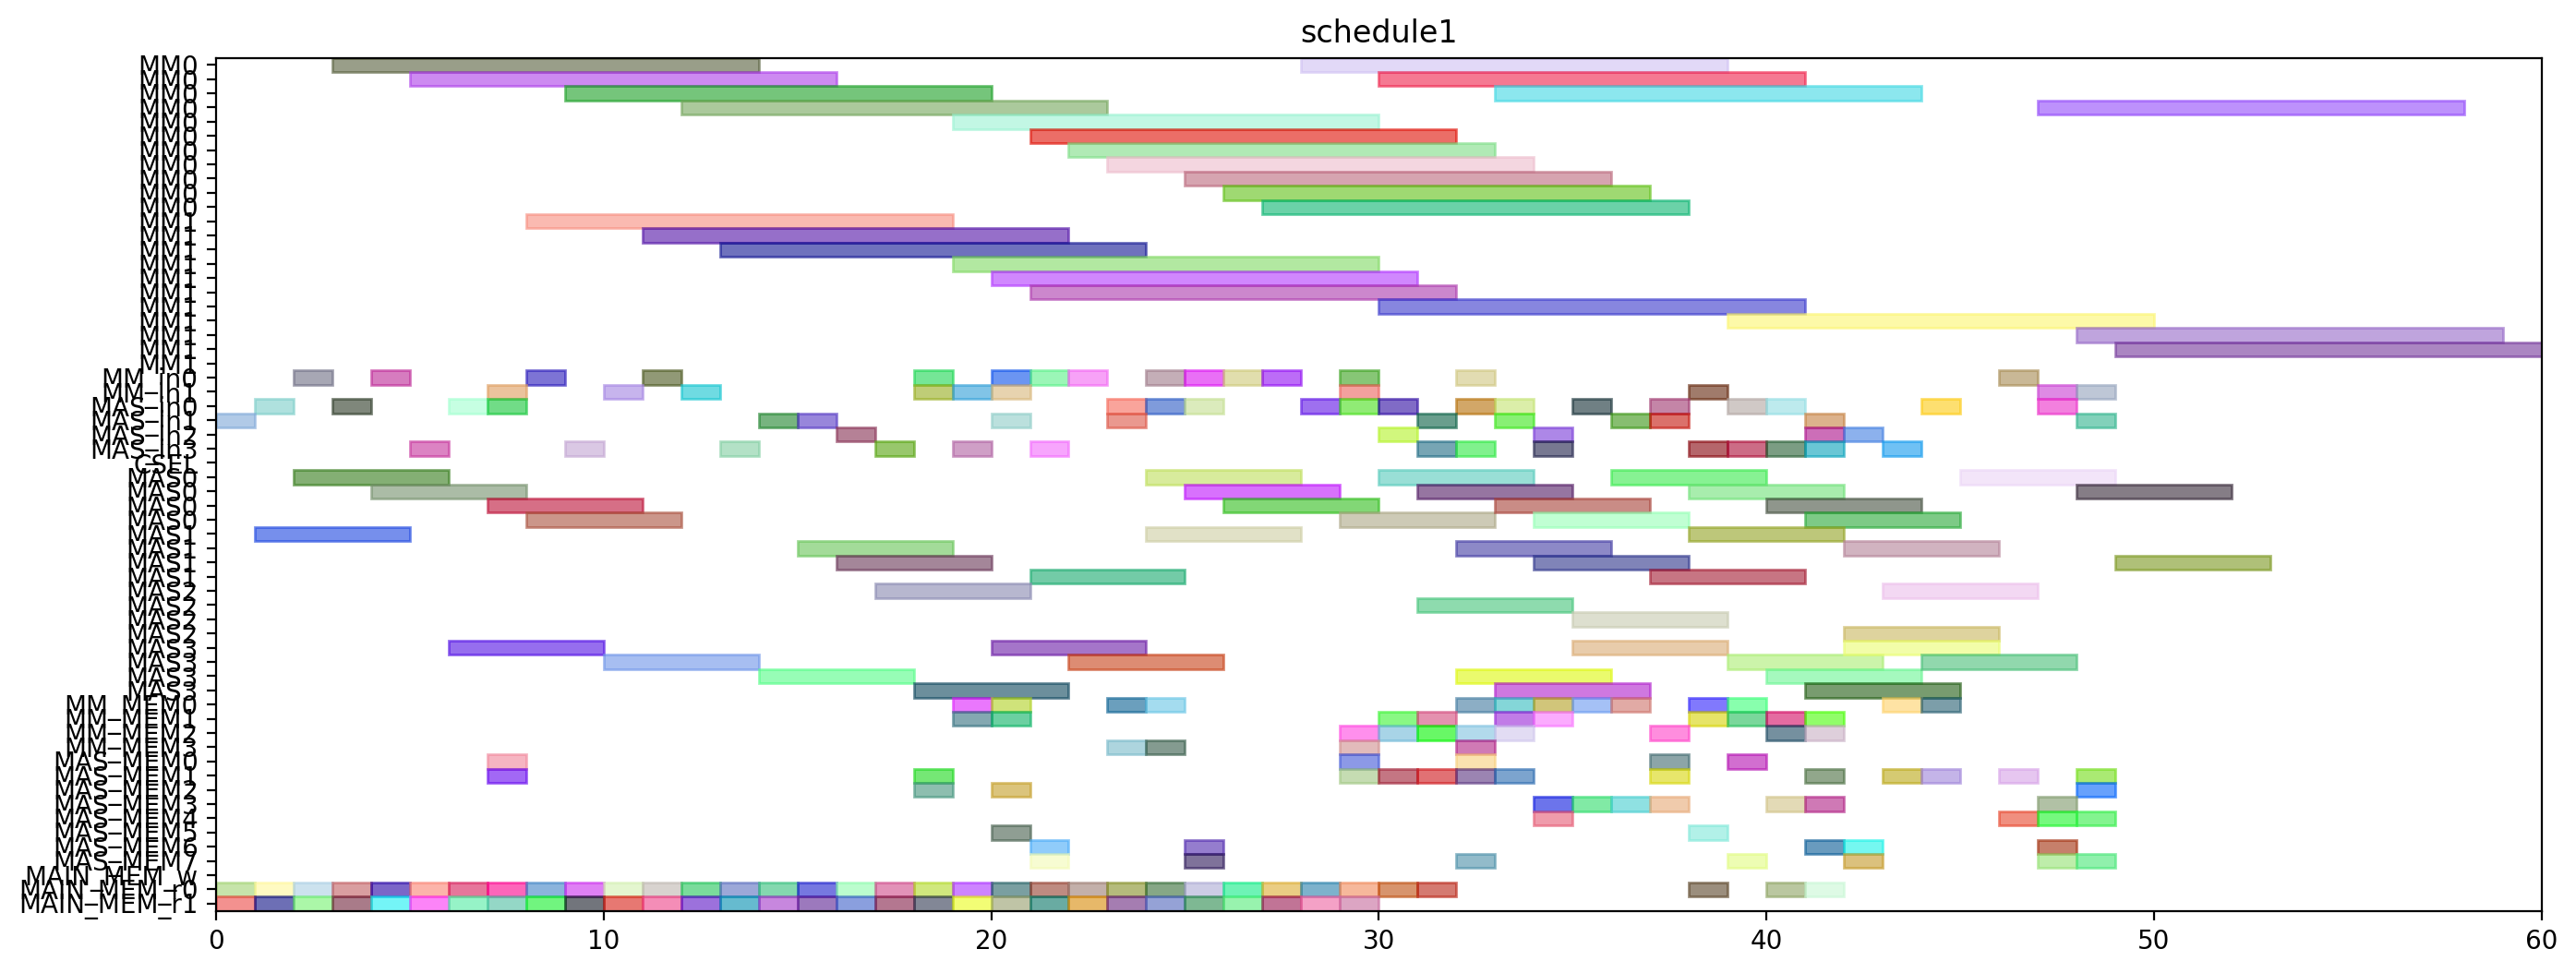 schedule1
MM0
MM0
MM0
MM0
MM0
MM0
MM0
MM0
MM0
MM0
MM0
MM1
MM1
MM1
MM1
MM1
MM1
MM1
MM1
MM1
MM1
MM1
MM_in0
MM_in1
MAS_in0
MAS_in1
MAS_in2
MAS_in3
CSEL
MAS0
MAS0
MAS0
MAS0
MAS1
MAS1
MAS1
MAS1
MAS2
MAS2
MAS2
MAS2
MAS3
MAS3
MAS3
MAS3
MM_MEM0
MM_MEM1
MM_MEM2
MM_MEM3
MAS_MEM0
MAS_MEM1
MAS_MEM2
MAS_MEM3
MAS_MEM4
MAS_MEM5
MAS_MEM6
MAS_MEM7
MAIN_MEM_w
MAIN_MEM_r0
MAIN_MEM_r1
0 10 20 30 40 50 60